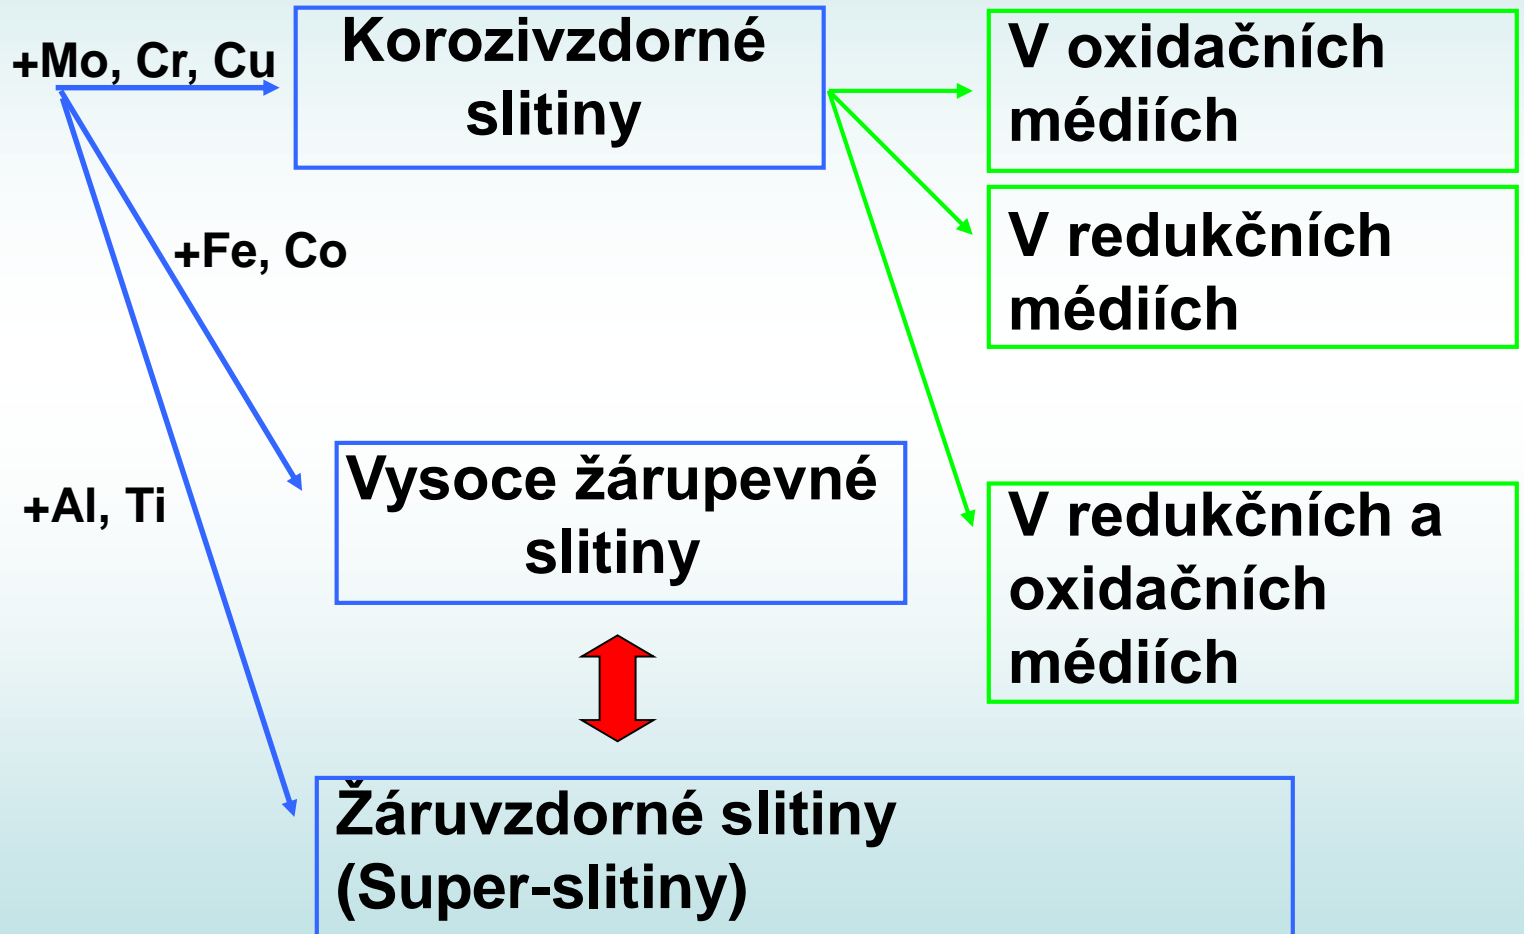 +Mo, Cr, Cu
Korozivzdorné
slitiny
V oxidačních
médiích
V redukčních
médiích
+Fe, Co
Vysoce žárupevné
slitiny
+Al, Ti
V redukčních a
oxidačních
médiích
Žáruvzdorné slitiny
(Super-slitiny)